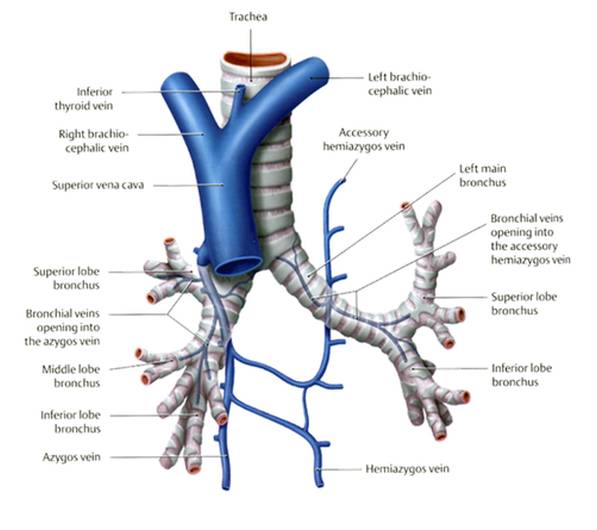 Trachea
Inferior
thyroid vein
Right brachio-
cephalic vein
Superior vena cava
Superior lobe
bronchus
Bronchial veins
opening into
the azygos vein
Middle lobe
bronchus
Inferior lobe
bronchus
Azygos vein
Left brachio-
cephalic vein
Accessory
hemiazygos vein
Left main
bronchus
Bronchial veins
opening into
the accessory
hemiazygos vein
Superior lobe
bronchus
Inferior lobe
bronchus
Hemiazygos vein